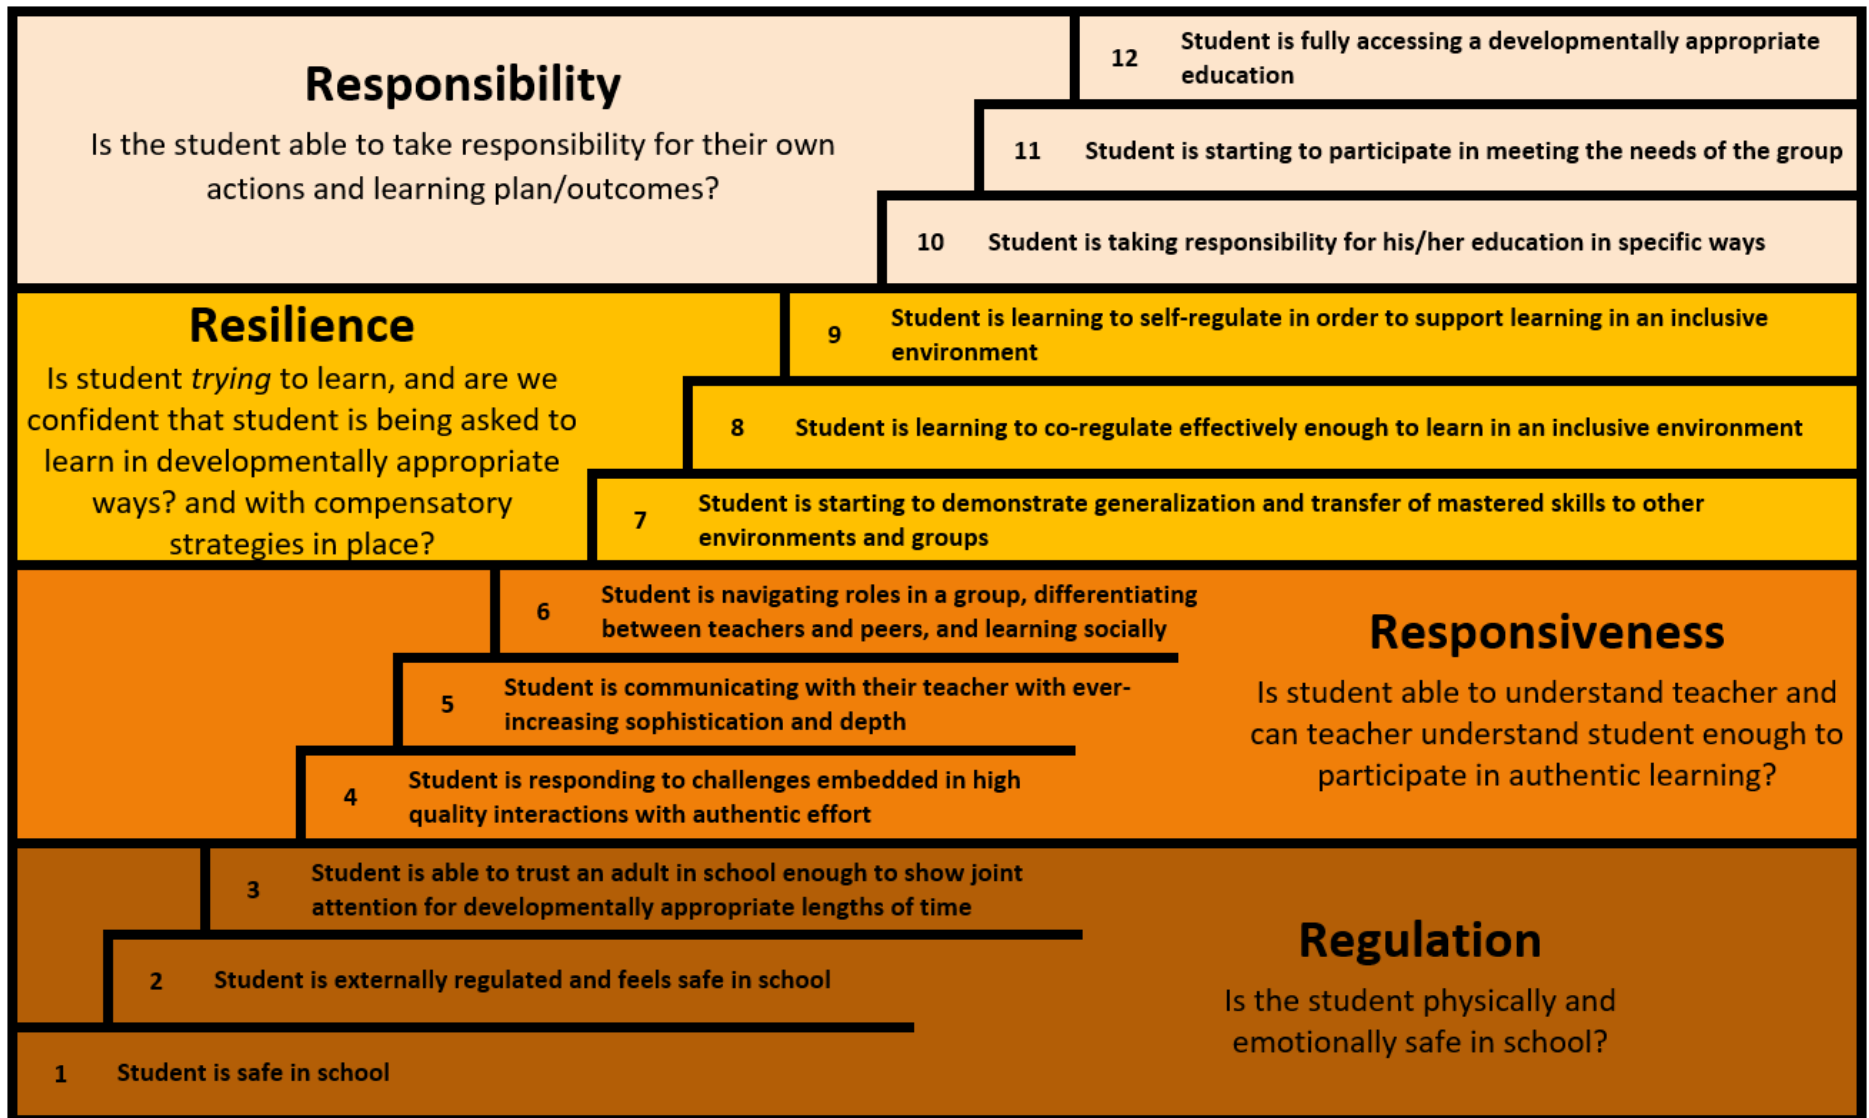 Responsibility
Is the student able to take responsibility for their own
actions and learning plan/outcomes?
12
Student is fully accessing a developmentally appropriate
education
11 Student is starting to participate in meeting the needs of the group
10 Student is taking responsibility for his/her education in specific ways
Resilience
Is student trying to learn, and are we
confident that student is being asked to
learn in developmentally appropriate
ways? and with compensatory
strategies in place?
9
Student is learning to self-regulate in order to support learning in an inclusive
environment
8 Student is learning to co-regulate effectively enough to learn in an inclusive environment
7
Student is starting to demonstrate generalization and transfer of mastered skills to other
environments and groups
6
Student is navigating roles in a group, differentiating
between teachers and peers, and learning socially
5
Student is communicating with their teacher with ever-
increasing sophistication and depth
4
Student is responding to challenges embedded in high
quality interactions with authentic effort
Responsiveness
Is student able to understand teacher and
can teacher understand student enough to
participate in authentic learning?
3
Student is able to trust an adult in school enough to show joint
attention for developmentally appropriate lengths of time
2 Student is externally regulated and feels safe in school
1 Student is safe in school
Regulation
Is the student physically and
emotionally safe in school?